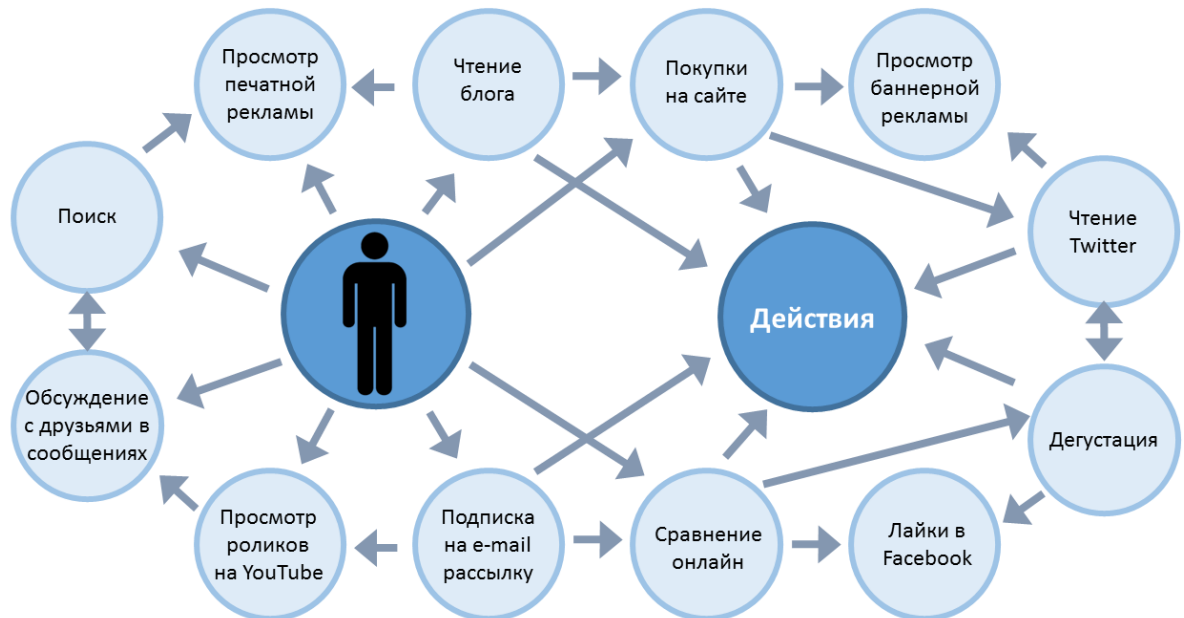 Просмотр
печатной
рекламы
Чтение
блога
Покупки
на сайте
Просмотр
баннерной
рекламы
Поиск
Чтение
Twitter
Действия
Обсуждение
с друзьями в
сообщениях
Дегустация
Просмотр
роликов
на YouTube
Подписка
на e-mail
рассылку
Сравнение
онлайн
Лайки в
Facebook